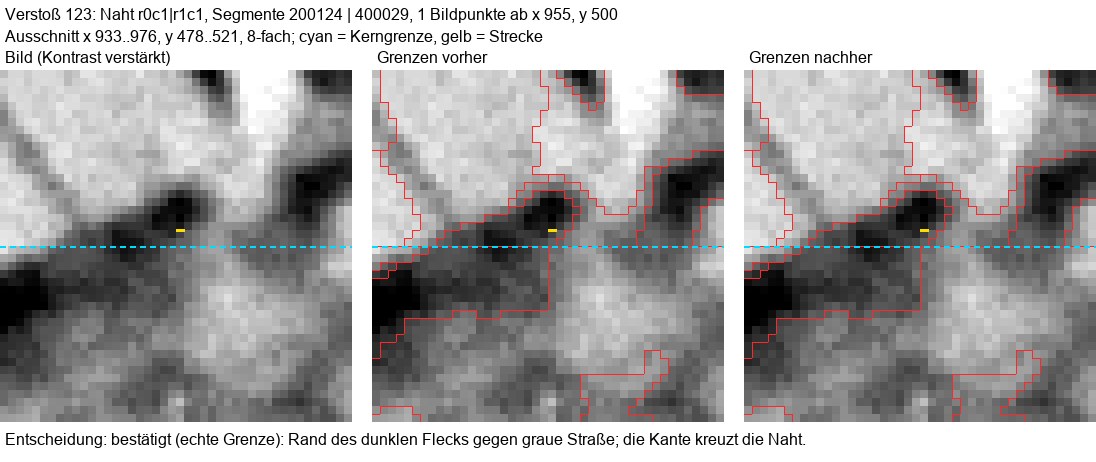 Verstoß 123: Naht r0c1|r1c1, Segmente 200124 | 400029, 1 Bildpunkte ab x 955, y 500
Ausschnitt x 933..976, y 478..521, 8-fach; cyan = Kerngrenze, gelb = Strecke
Bild (Kontrast verstärkt)
Grenzen vorher
Grenzen nachher
Entscheidung: bestätigt (echte Grenze): Rand des dunklen Flecks gegen graue Straße; die Kante kreuzt die Naht.